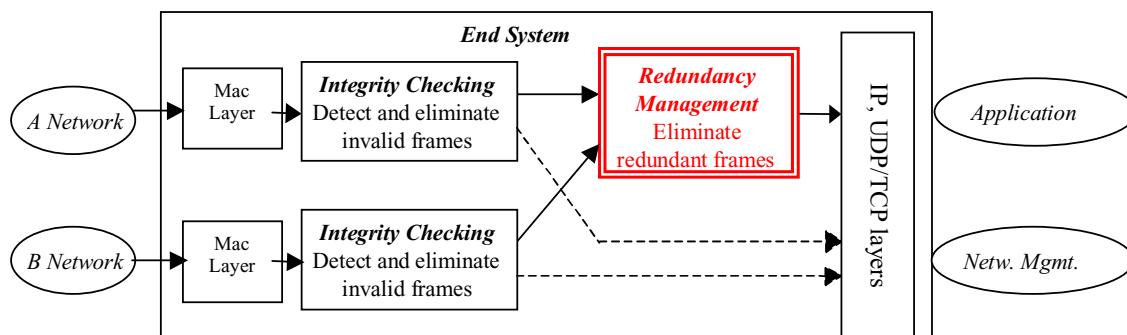 End System
A Network
Mac
Layer
Integrity Checking
Detect and eliminate
invalid frames
Redundancy
Management
Eliminate
redundant frames
IP, UDP/TCP layers
Application
B Network
Mac
Layer
Integrity Checking
Detect and eliminate
invalid frames
Netw. Mgmt.